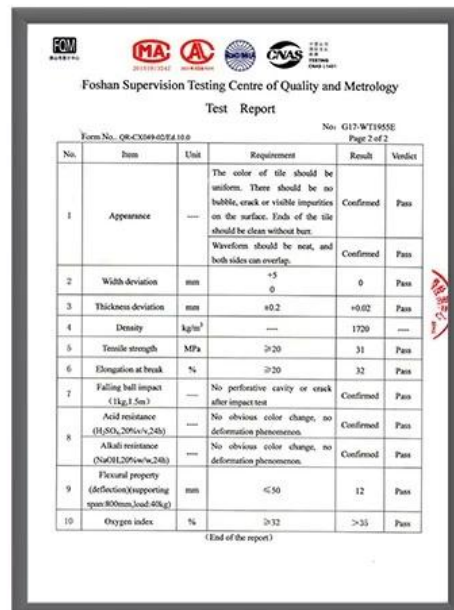 FQM
MA
AL
ilac-MRA
CNAS
TESTING
Foshan Supervision Testing Centre of Quality and Metrology
Test Report
No: G17-WT1955E
Form No.: QR-CX049-02/Ed.10.0
Page 2 of 2
No. Item Unit Requirement Result Verdict
1 Appearance ---- The color of tile should be uniform. There should be no bubble, crack or visible impurities on the surface. Ends of the tile should be clean without burr. Confirmed Pass
Waveform should be neat, and both sides can overlap. Confirmed Pass
2 Width deviation mm +5 0 0 Pass
3 Thickness deviation mm ±0.2 +0.02 Pass
4 Density kg/m³ ---- 1720 ----
5 Tensile strength MPa ≥20 31 Pass
6 Elongation at break % ≥20 32 Pass
7 Falling ball impact (1kg,1.5m) ---- No perforative cavity or crack after impact test Confirmed Pass
8 Acid resistance (H₂SO₄,20%v/v,24h) ---- No obvious color change, no deformation phenomenon. Confirmed Pass
Alkali resistance (NaOH,20%w/w,24h) ---- No obvious color change, no deformation phenomenon. Confirmed Pass
9 Flexural property (deflection)(supporting span:800mm,load:40kg) mm ≤50 12 Pass
10 Oxygen index % ≥32 >35 Pass
(End of the report)